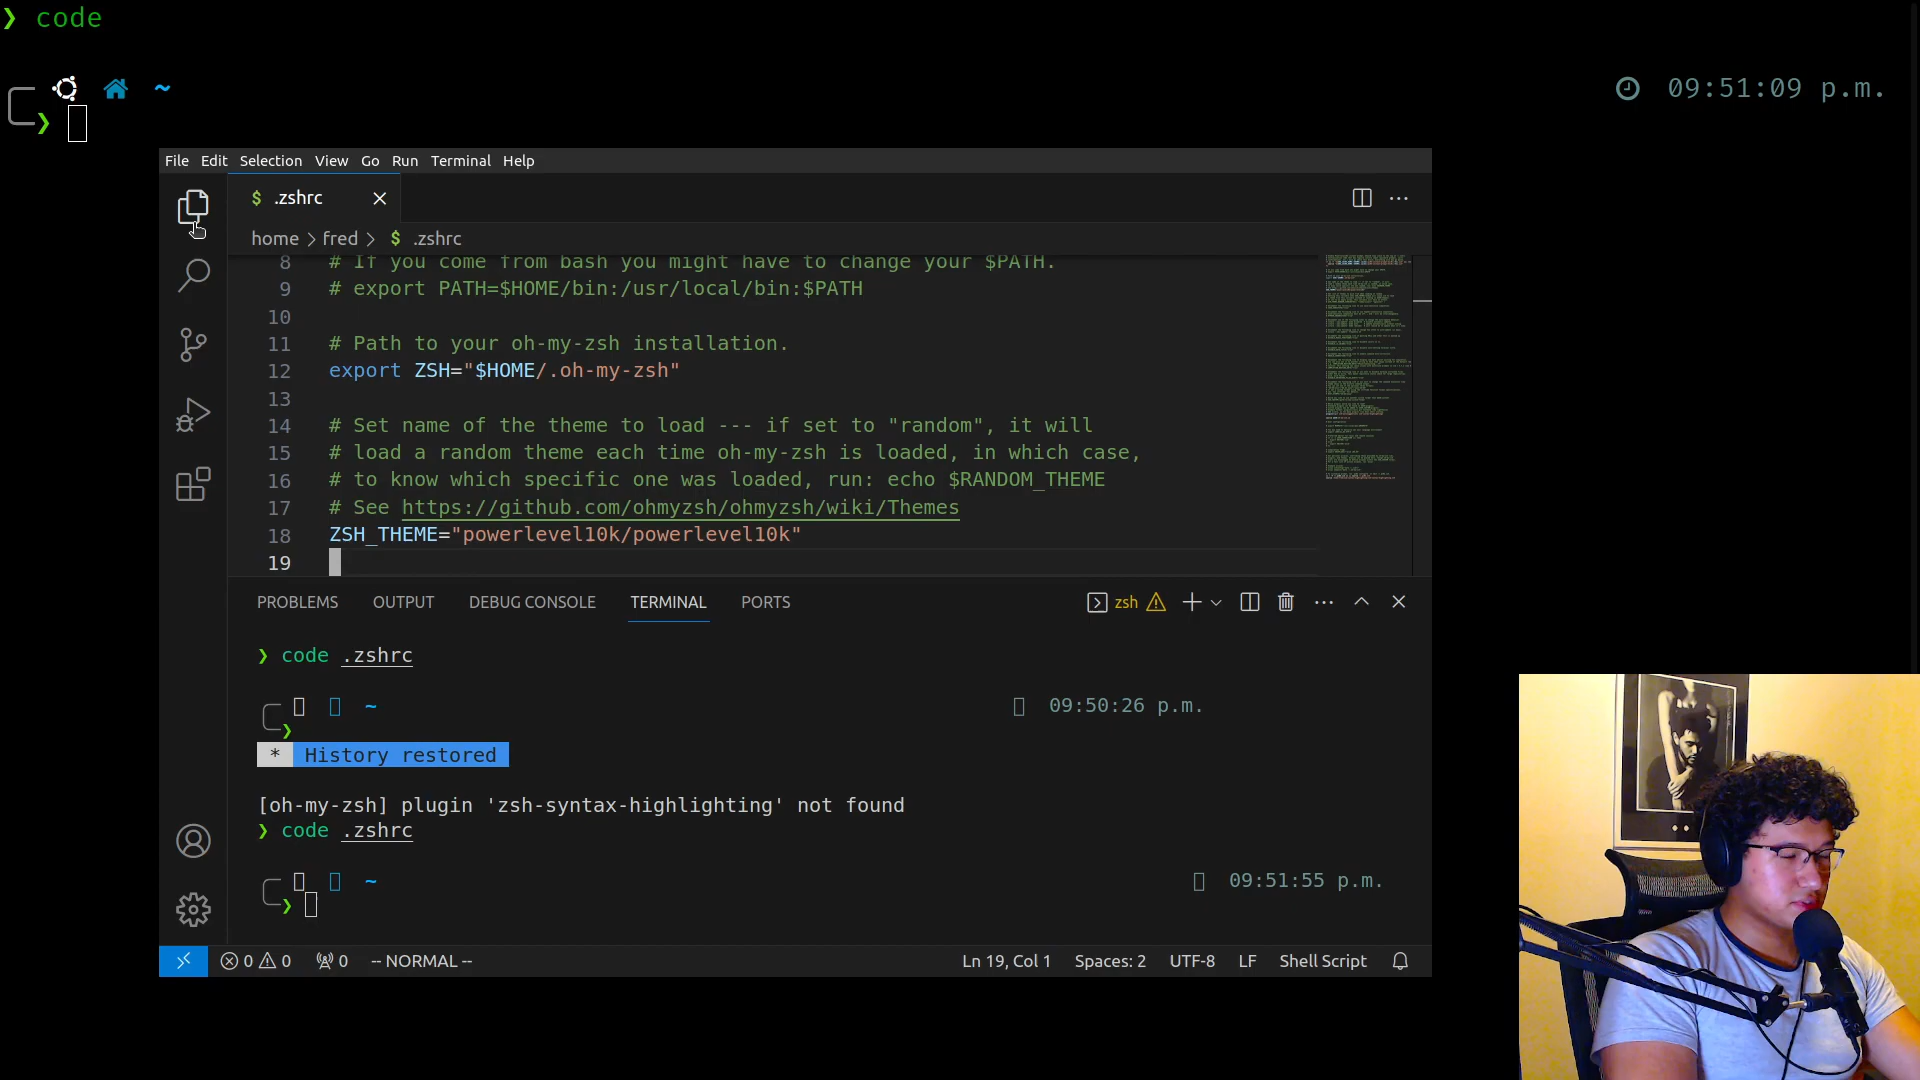 ❯ code
~
09:51:09 p.m.
❯
File Edit Selection View Go Run Terminal Help
$ .zshrc
home > fred > $ .zshrc
8 # If you come from bash you might have to change your $PATH.
9 # export PATH=$HOME/bin:/usr/local/bin:$PATH
10
11 # Path to your oh-my-zsh installation.
12 export ZSH="$HOME/.oh-my-zsh"
13
14 # Set name of the theme to load --- if set to "random", it will
15 # load a random theme each time oh-my-zsh is loaded, in which case,
16 # to know which specific one was loaded, run: echo $RANDOM_THEME
17 # See https://github.com/ohmyzsh/ohmyzsh/wiki/Themes
18 ZSH_THEME="powerlevel10k/powerlevel10k"
19
PROBLEMS OUTPUT DEBUG CONSOLE TERMINAL PORTS
zsh
❯ code .zshrc
~ 09:50:26 p.m.
❯
* History restored
[oh-my-zsh] plugin 'zsh-syntax-highlighting' not found
❯ code .zshrc
~ 09:51:55 p.m.
❯
0 0 0 -- NORMAL -- Ln 19, Col 1 Spaces: 2 UTF-8 LF Shell Script